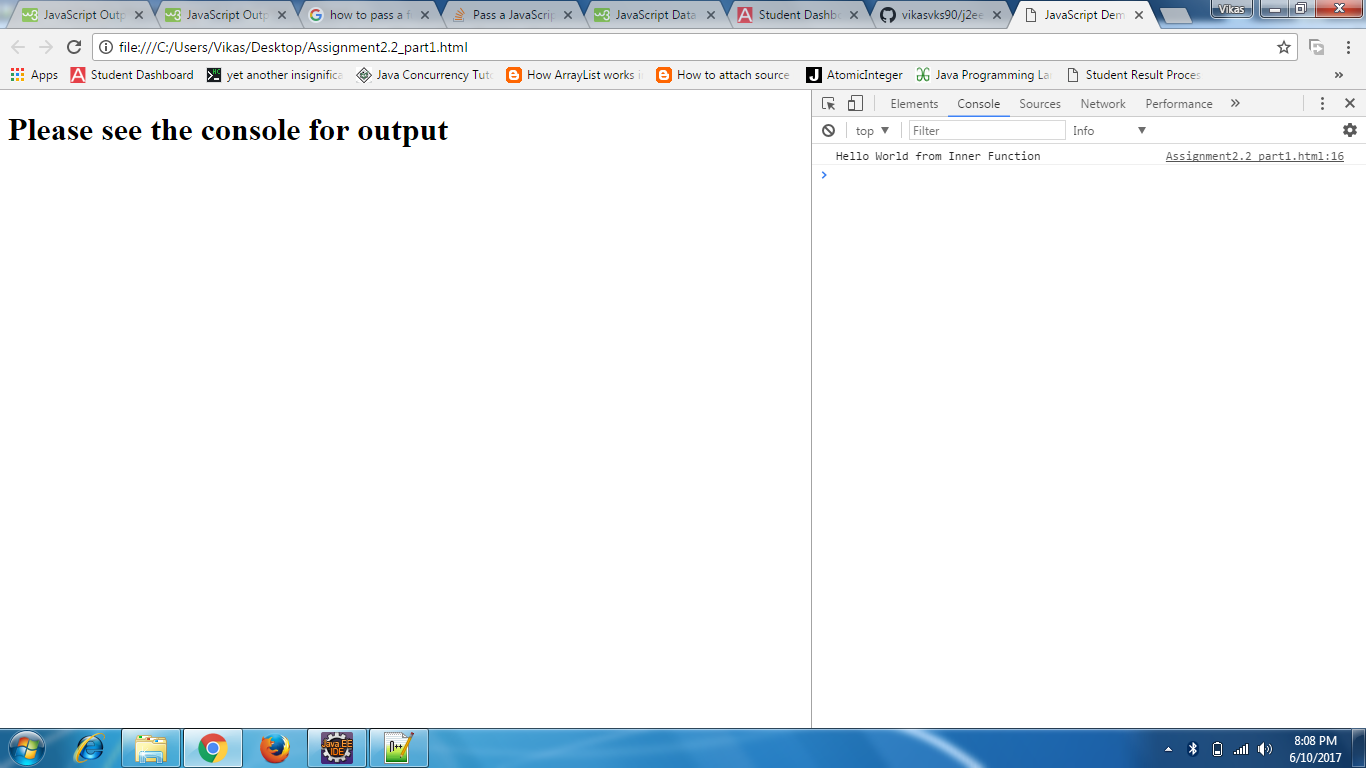 JavaScript Outp
JavaScript Outp
how to pass a f
Pass a JavaScrip
JavaScript Data
Student Dashb
vikasvks90/j2ee
JavaScript Dem
Vikas
file:///C:/Users/Vikas/Desktop/Assignment2.2_part1.html
Apps
Student Dashboard
yet another insignifica
Java Concurrency Tuto
How ArrayList works i
How to attach source
AtomicInteger
Java Programming La
Student Result Proces
»
Please see the console for output
Elements
Console
Sources
Network
Performance
»
top
Filter
Info
Hello World from Inner Function
Assignment2.2_part1.html:16
Java EE
IDE
8:08 PM
6/10/2017